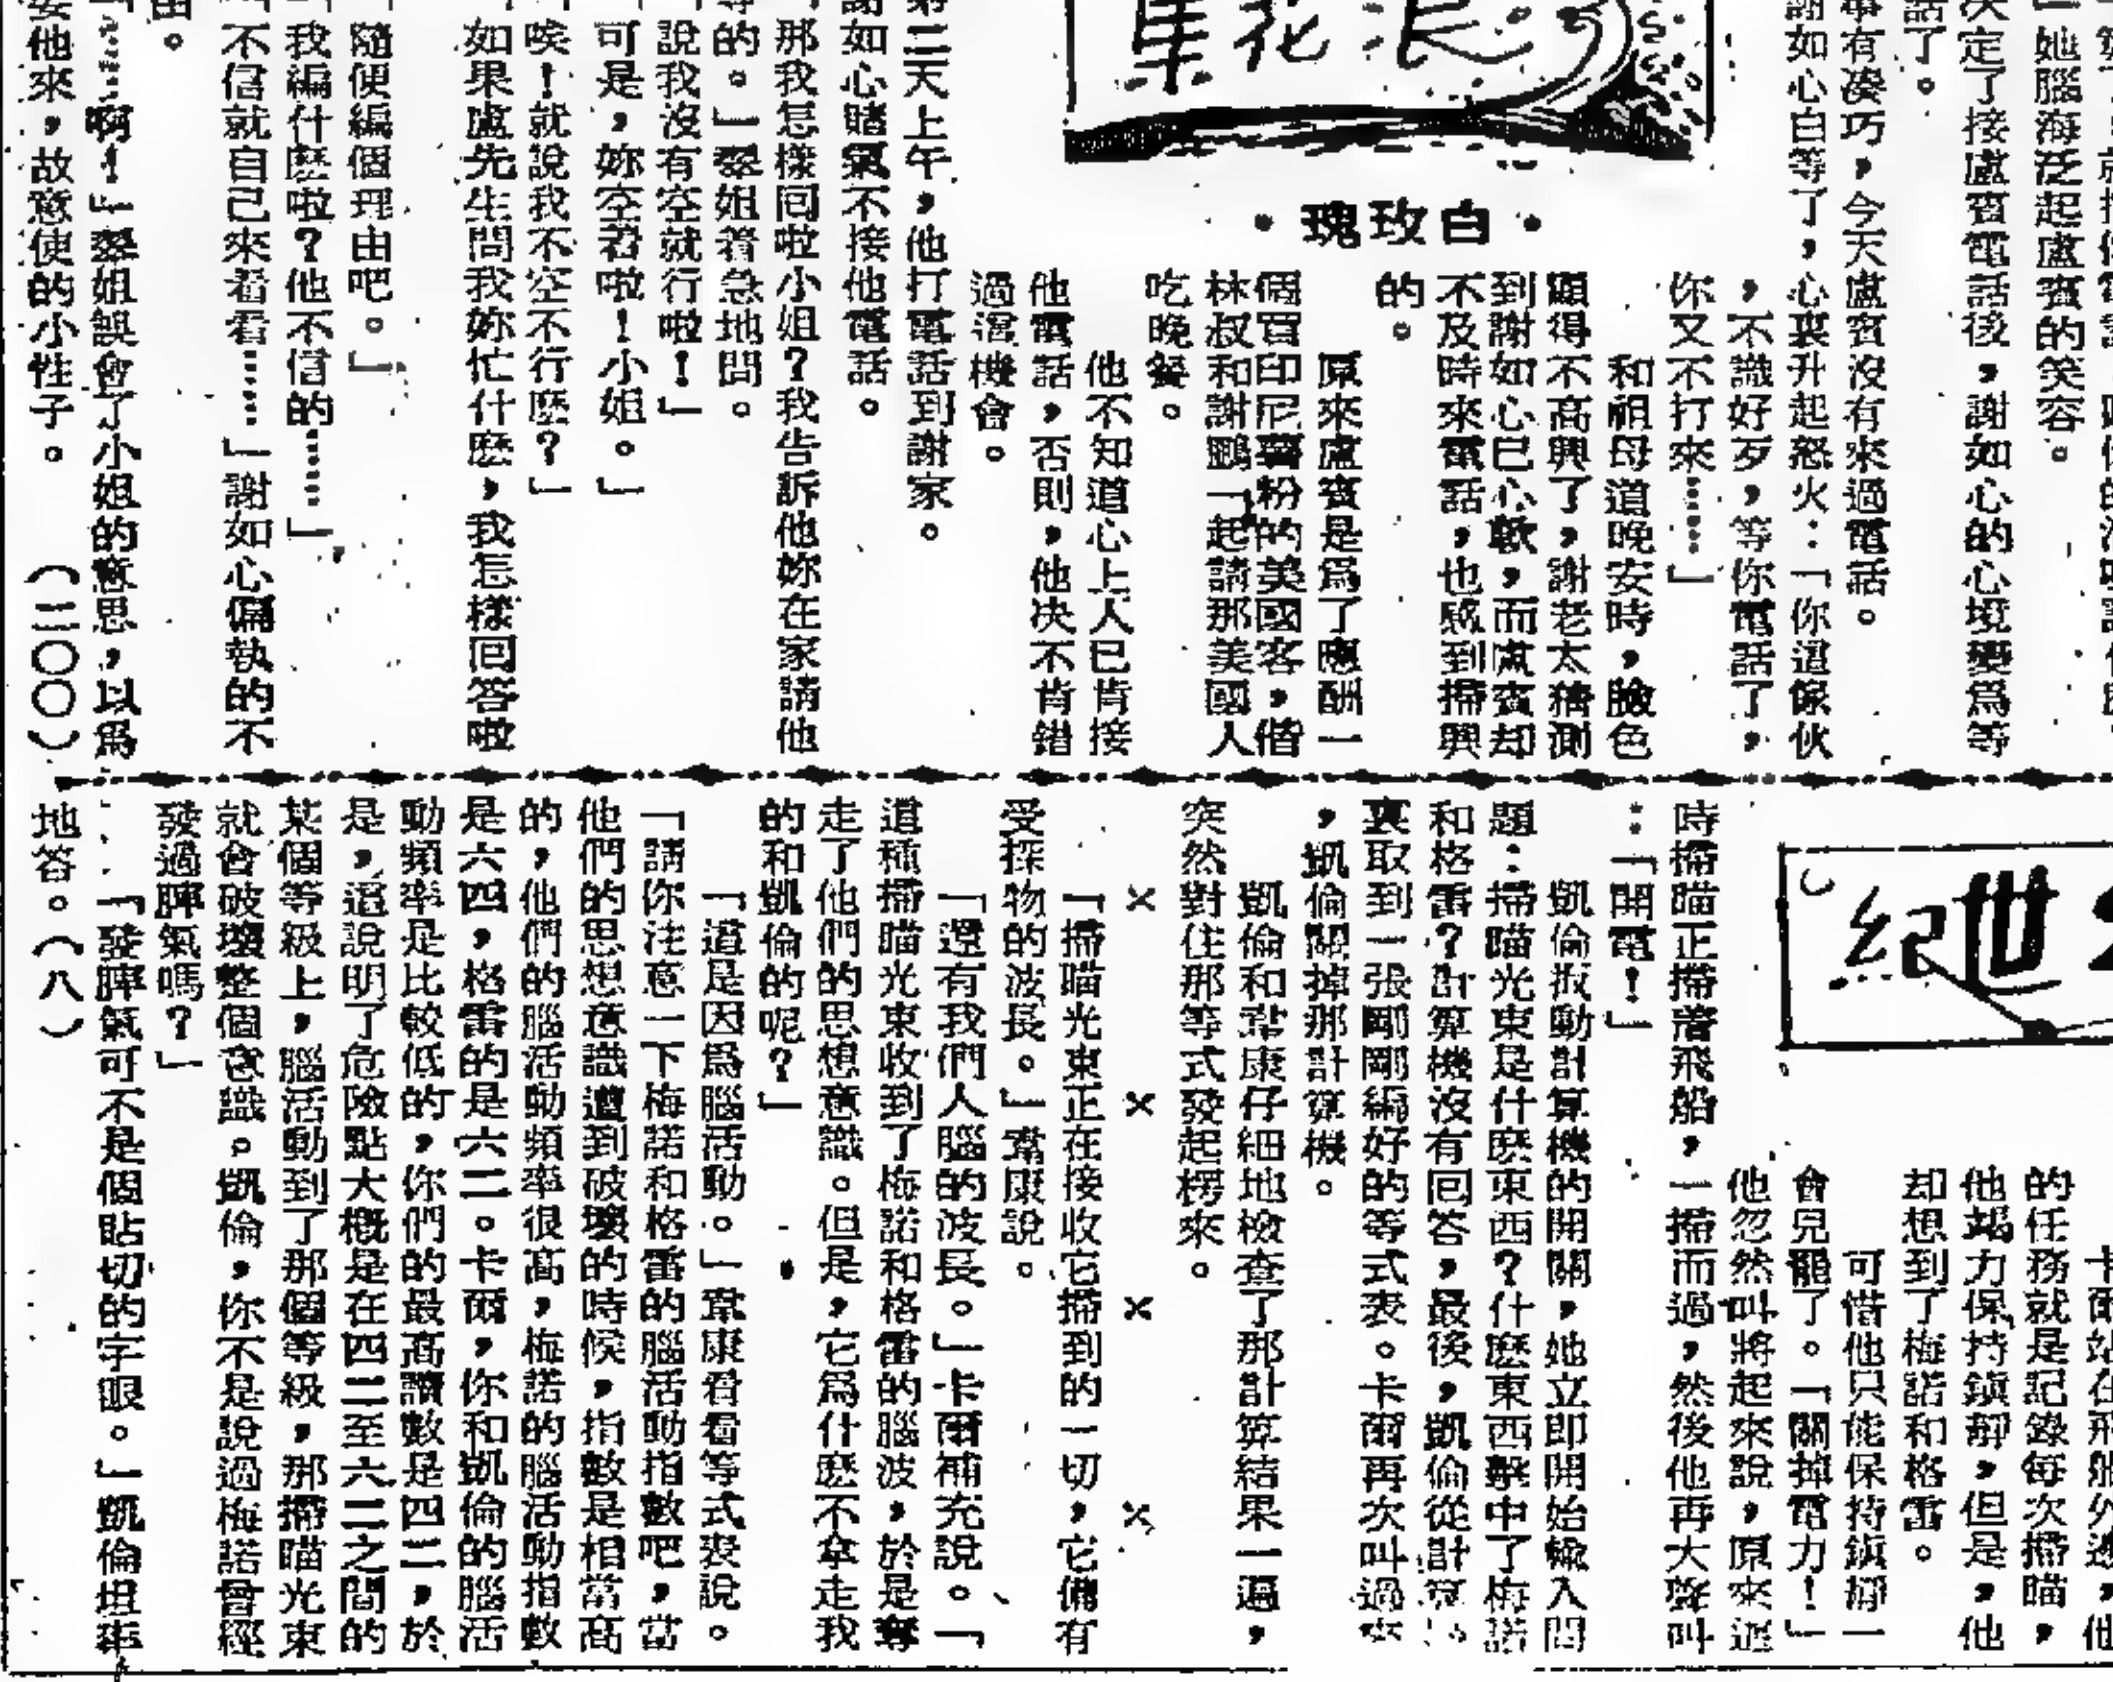 算了，
」她腦海泛起盧賓的笑容。
決定了接盧賓電話後，謝如心的心境變爲等
話了。
事有湊巧，今天盧賓沒有來過電話。
謝如心白等了，心裏升起怒火：「你這傢伙
，不識好歹，等你電話了，
你又不打來……」
和祖母道晚安時，臉色
顯得不高興了，謝老太猜測
到謝如心已心軟，而盧賓却
不及時來電話，也感到掃興
的。
浪花集
•白玫瑰•
原來盧賓是爲了應酬一
個買印尼薯粉的美國客，偕
林叔和謝鵬一起請那美國人
吃晚餐。
他不知道心上人已肯接
他電話，否則，他決不肯錯
過這機會。
第二天上午，他打電話到謝家。
謝如心賭氣不接他電話。
「那我怎樣回啦小姐？我告訴他妳在家請他
等的。」翠姐着急地問。
「說我沒有空就行啦！」
「可是，妳空着啦！小姐。」
「唉！就說我不空不行麽？」
「如果盧先生問我妳忙什麽，我怎樣回答啦
「隨便編個理由吧。」
「我編什麽啦？他不信的……」
「不信就自己來看看……」謝如心偏執的不
由。
「……啊！」翠姐誤會了小姐的意思，以爲
要他來，故意使的小性子。　（二〇〇）
世紀
卡爾站在飛船外邊，他
的任務就是記錄每次掃瞄，
他竭力保持鎭靜，但是，他
却想到了梅諾和格雷。
可惜他只能保持鎭靜一
會兒罷了。「關掉電力！」
他忽然叫將起來說，原來這
時掃瞄正掃着飛船，一掃而過，然後他再大聲叫
：「開電！」
凱倫扳動計算機的開關，她立即開始輸入問
題：掃瞄光束是什麽東西？什麽東西擊中了梅諾
和格雷？計算機沒有回答，最後，凱倫從計算
裏取到一張剛剛編好的等式表。卡爾再次叫過來
，凱倫關掉那計算機。
凱倫和韋康仔細地檢查了那計算結果一遍，
突然對住那等式發起楞來。
×　×　×　×
「掃瞄光束正在接收它掃到的一切，它備有
受探物的波長。」韋康說。
「還有我們人腦的波長。」卡爾補充說。「
這種掃瞄光束收到了梅諾和格雷的腦波，於是奪
走了他們的思想意識。但是，它爲什麽不拿走我
的和凱倫的呢？」
「這是因爲腦活動。」韋康看看等式表說。
「請你注意一下梅諾和格雷的腦活動指數吧，當
他們的思想意識遭到破壞的時候，指數是相當高
的，他們的腦活動頻率很高，梅諾的腦活動指數
是六四，格雷的是六二。卡爾，你和凱倫的腦活
動頻率是比較低的，你們的最高讀數是四二，於
是，這說明了危險點大槪是在四二至六二之間的
某個等級上，腦活動到了那個等級，那掃瞄光束
就會破壞整個意識。凱倫，你不是說過梅諾曾經
發過脾氣嗎？」
「發脾氣可不是個貼切的字眼。」凱倫坦率
地答。（八）